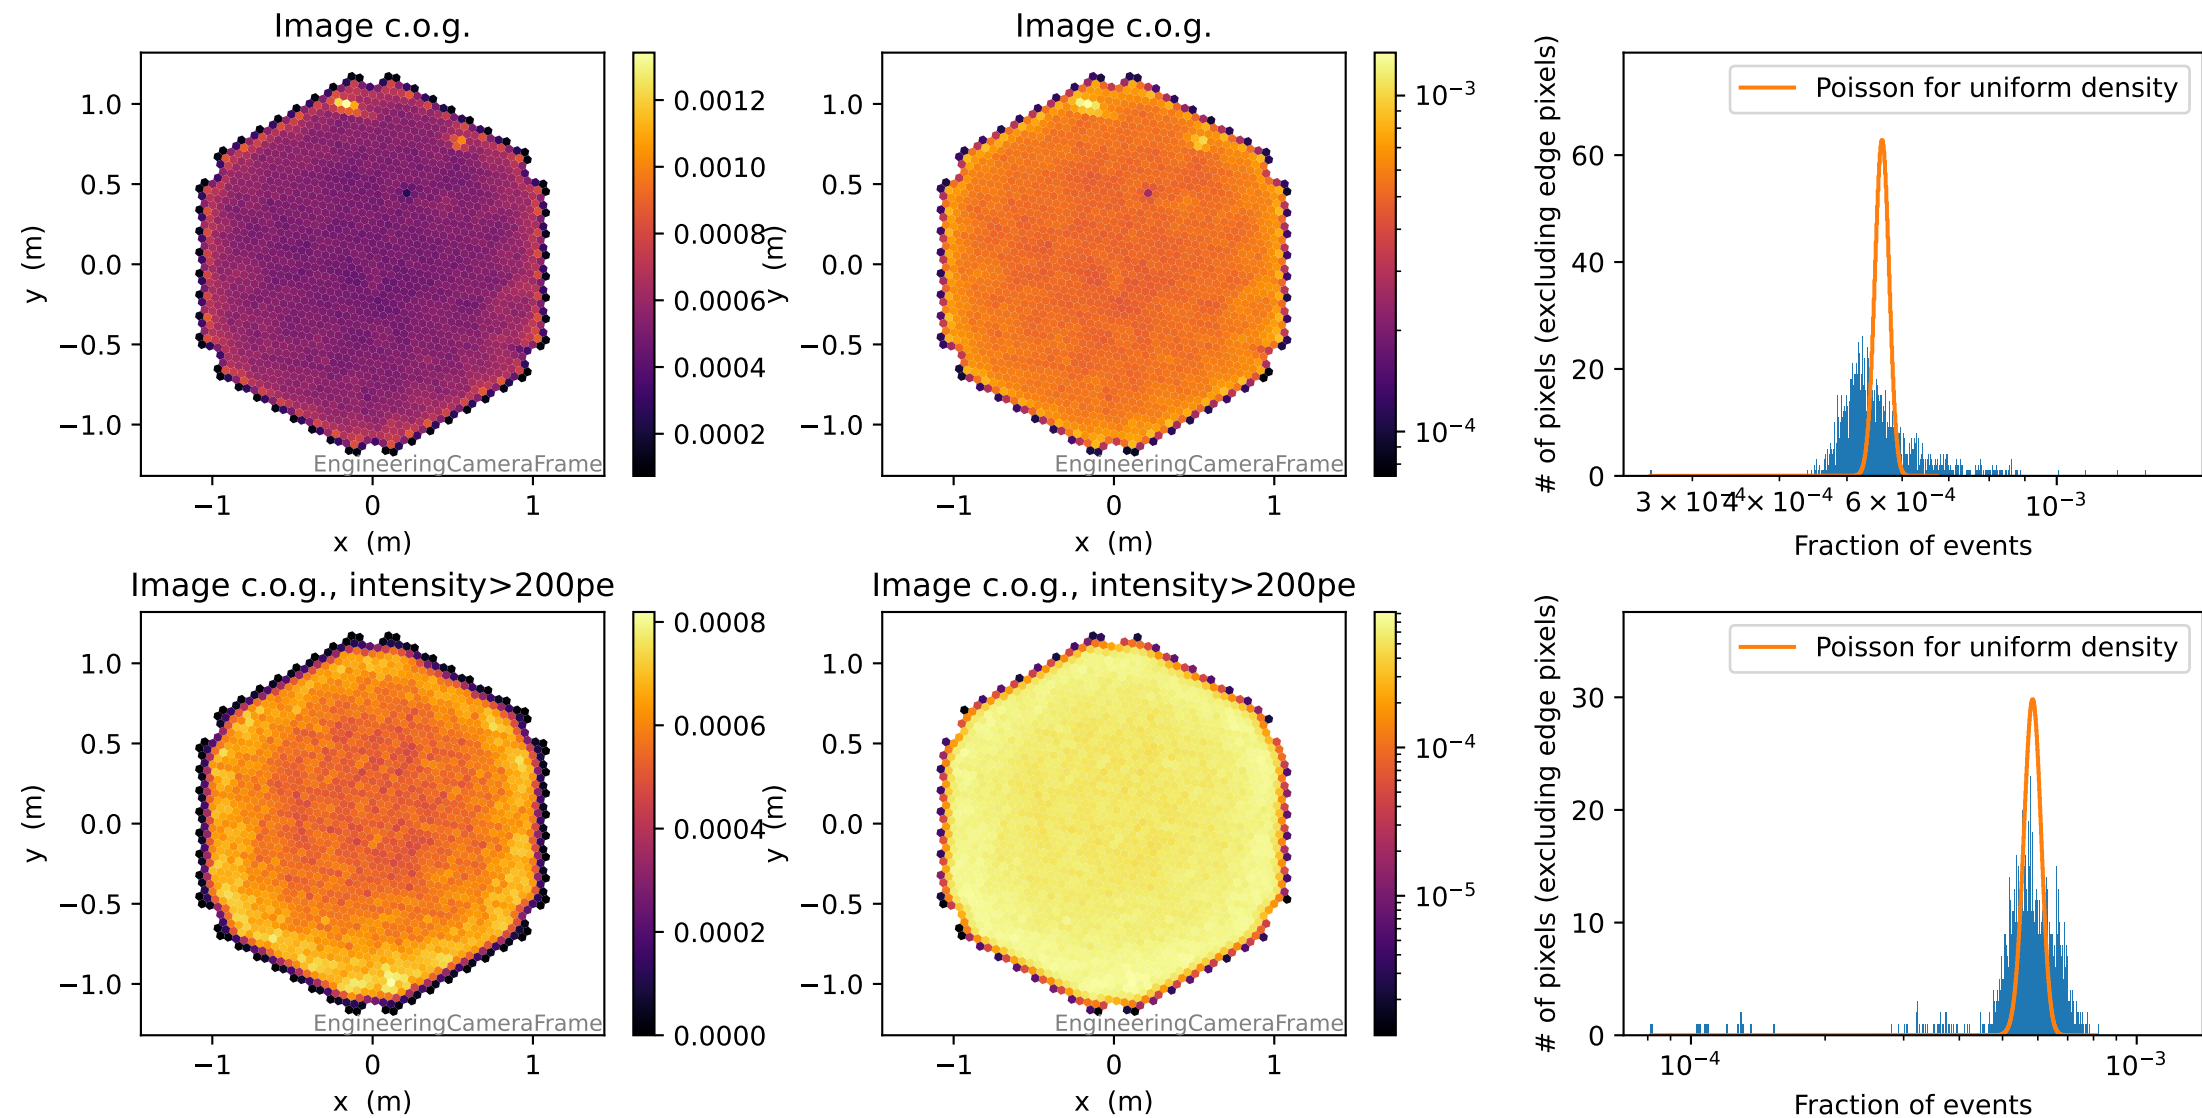 Image c.o.g.
1.0
0.5
0.0
−0.5
−1.0
y (m)
−1 0 1
x (m)
EngineeringCameraFrame
0.0012
0.0010
0.0008
0.0006
0.0004
0.0002
Image c.o.g.
1.0
0.5
0.0
−0.5
−1.0
y (m)
−1 0 1
x (m)
EngineeringCameraFrame
10⁻³
10⁻⁴
Poisson for uniform density
60
40
20
0
# of pixels (excluding edge pixels)
3 × 10⁻⁴ 4 × 10⁻⁴ 6 × 10⁻⁴ 10⁻³
Fraction of events
Image c.o.g., intensity>200pe
1.0
0.5
0.0
−0.5
−1.0
y (m)
−1 0 1
x (m)
EngineeringCameraFrame
0.0008
0.0006
0.0004
0.0002
0.0000
Image c.o.g., intensity>200pe
1.0
0.5
0.0
−0.5
−1.0
y (m)
−1 0 1
x (m)
EngineeringCameraFrame
10⁻⁴
10⁻⁵
Poisson for uniform density
30
20
10
0
# of pixels (excluding edge pixels)
10⁻⁴ 10⁻³
Fraction of events